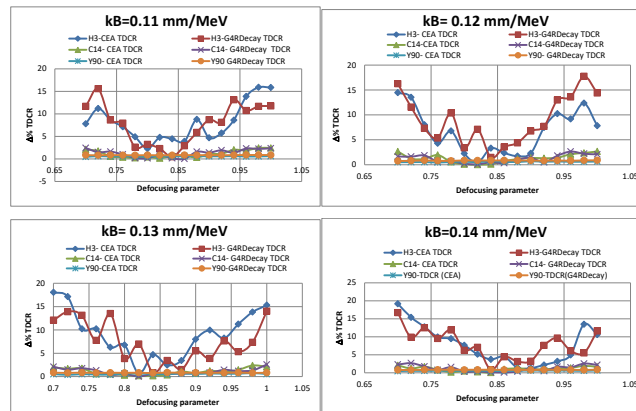 kB=0.11 mm/MeV
H3-CEA TDCR H3-G4RDecay TDCR
C14- CEA TDCR C14- G4RDecay TDCR
Y90- CEA TDCR Y90 G4RDecay TDCR
20
15
10
5
0
0.65 0.75 0.85 0.95 1.05
Δ% TDCR
Defocusing parameter
kB= 0.12 mm/MeV
H3-CEA TDCR H3-G4RDecay TDCR
C14-CEA TDCR C14- G4RDecay TDCR
Y90- CEA TDCR Y90- G4RDecay TDCR
20
15
10
5
0
0.65 0.75 0.85 0.95 1.05
Δ% TDCR
Defocusing parameter
kB= 0.13 mm/MeV
H3- CEA TDCR H3- G4RDecay TDCR
C14- CEA TDCR C14- G4RDecay TDCR
Y90-CEA TDCR Y90-G4RDecay TDCR
20
15
10
5
0
0.7 0.75 0.8 0.85 0.9 0.95 1 1.05
Δ% TDCR
Defocusing parameter
kB=0.14 mm/MeV
H3-CEA TDCR H3-G4RDecay TDCR
C14- CEA TDCR C14- G4RDecay TDCR
Y90-TDCR (CEA) Y90-TDCR(G4RDecay)
25
20
15
10
5
0
0.65 0.75 0.85 0.95 1.05
Δ% TDCR
Defocusing parameter